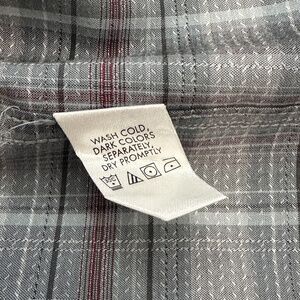 WASH COLD,
DARK COLORS
SEPARATELY,
DRY PROMPTLY